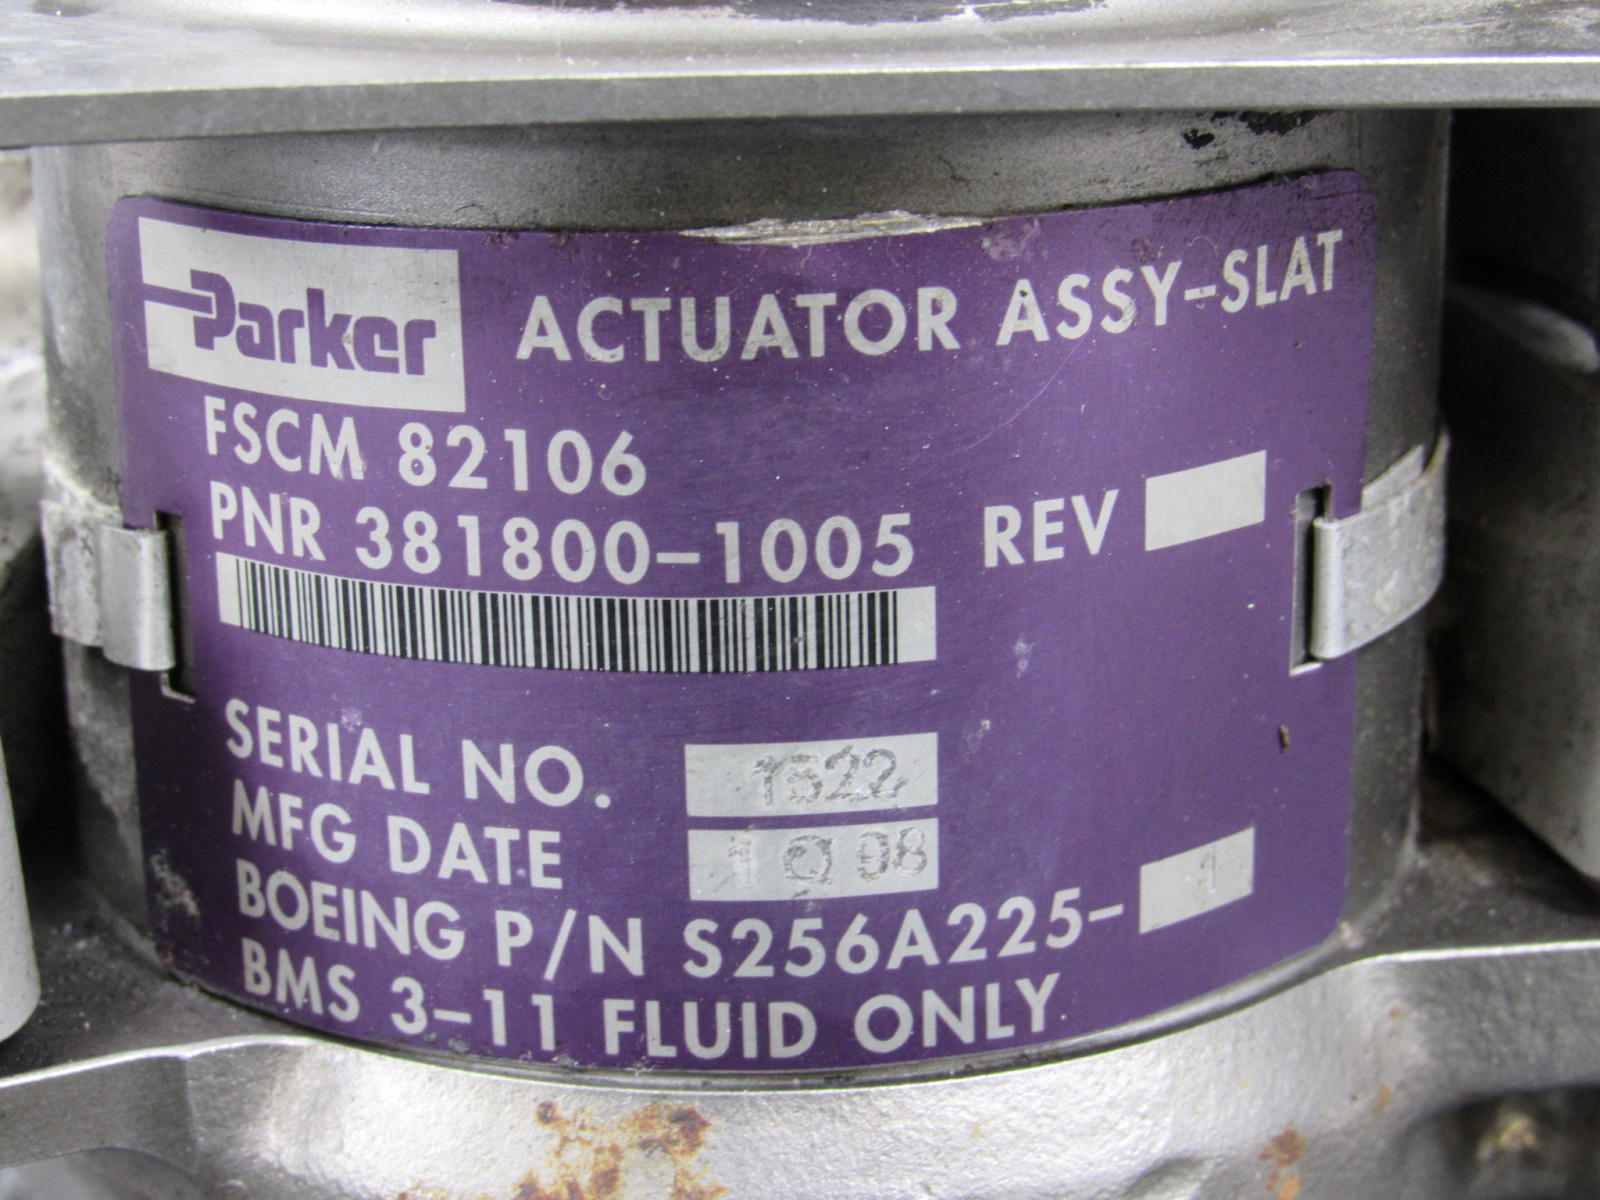 Parker ACTUATOR ASSY-SLAT
FSCM 82106
PNR 381800-1005 REV
SERIAL NO. 1522
MFG DATE 1Q98
BOEING P/N S256A225-1
BMS 3-11 FLUID ONLY